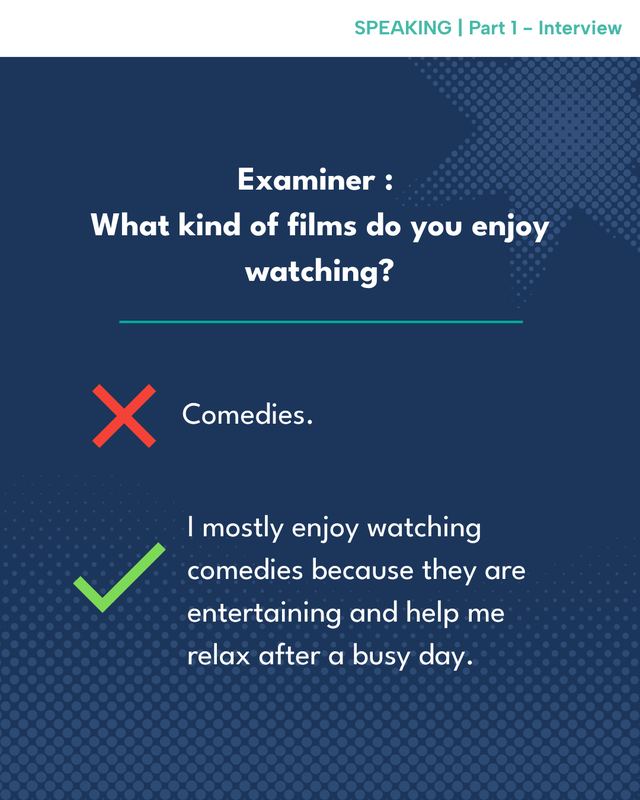 SPEAKING | Part 1 – Interview
Examiner :
What kind of films do you enjoy
watching?
Comedies.
I mostly enjoy watching
comedies because they are
entertaining and help me
relax after a busy day.